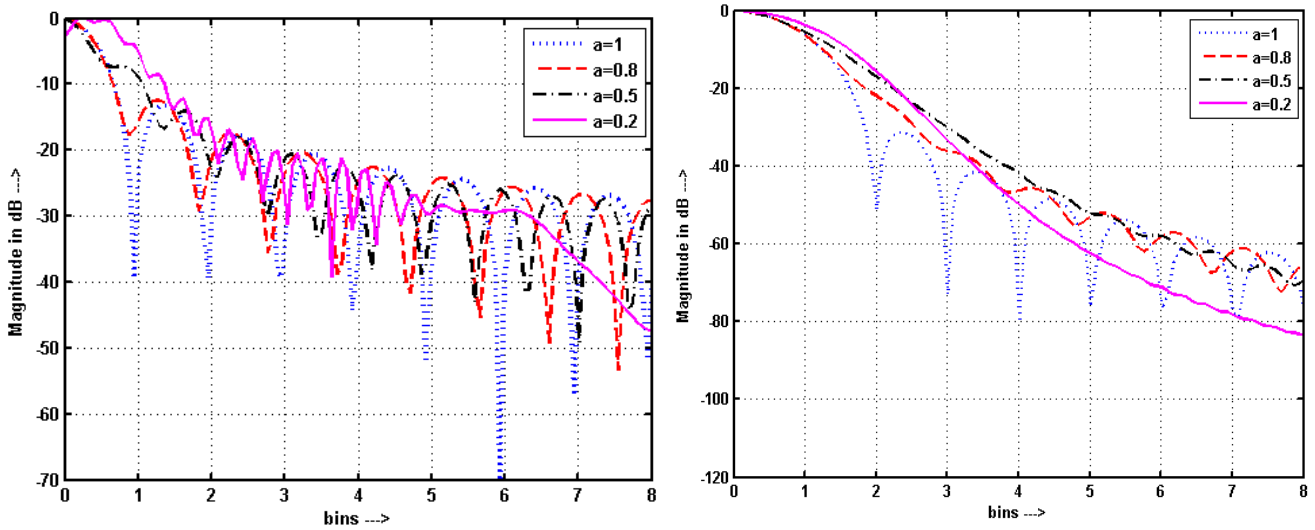 0
-10
-20
-30
-40
-50
-60
-70
Magnitude in dB --->
0 1 2 3 4 5 6 7 8
bins --->
a=1
a=0.8
a=0.5
a=0.2
0
-20
-40
-60
-80
-100
-120
Magnitude in dB --->
0 1 2 3 4 5 6 7 8
bins --->
a=1
a=0.8
a=0.5
a=0.2